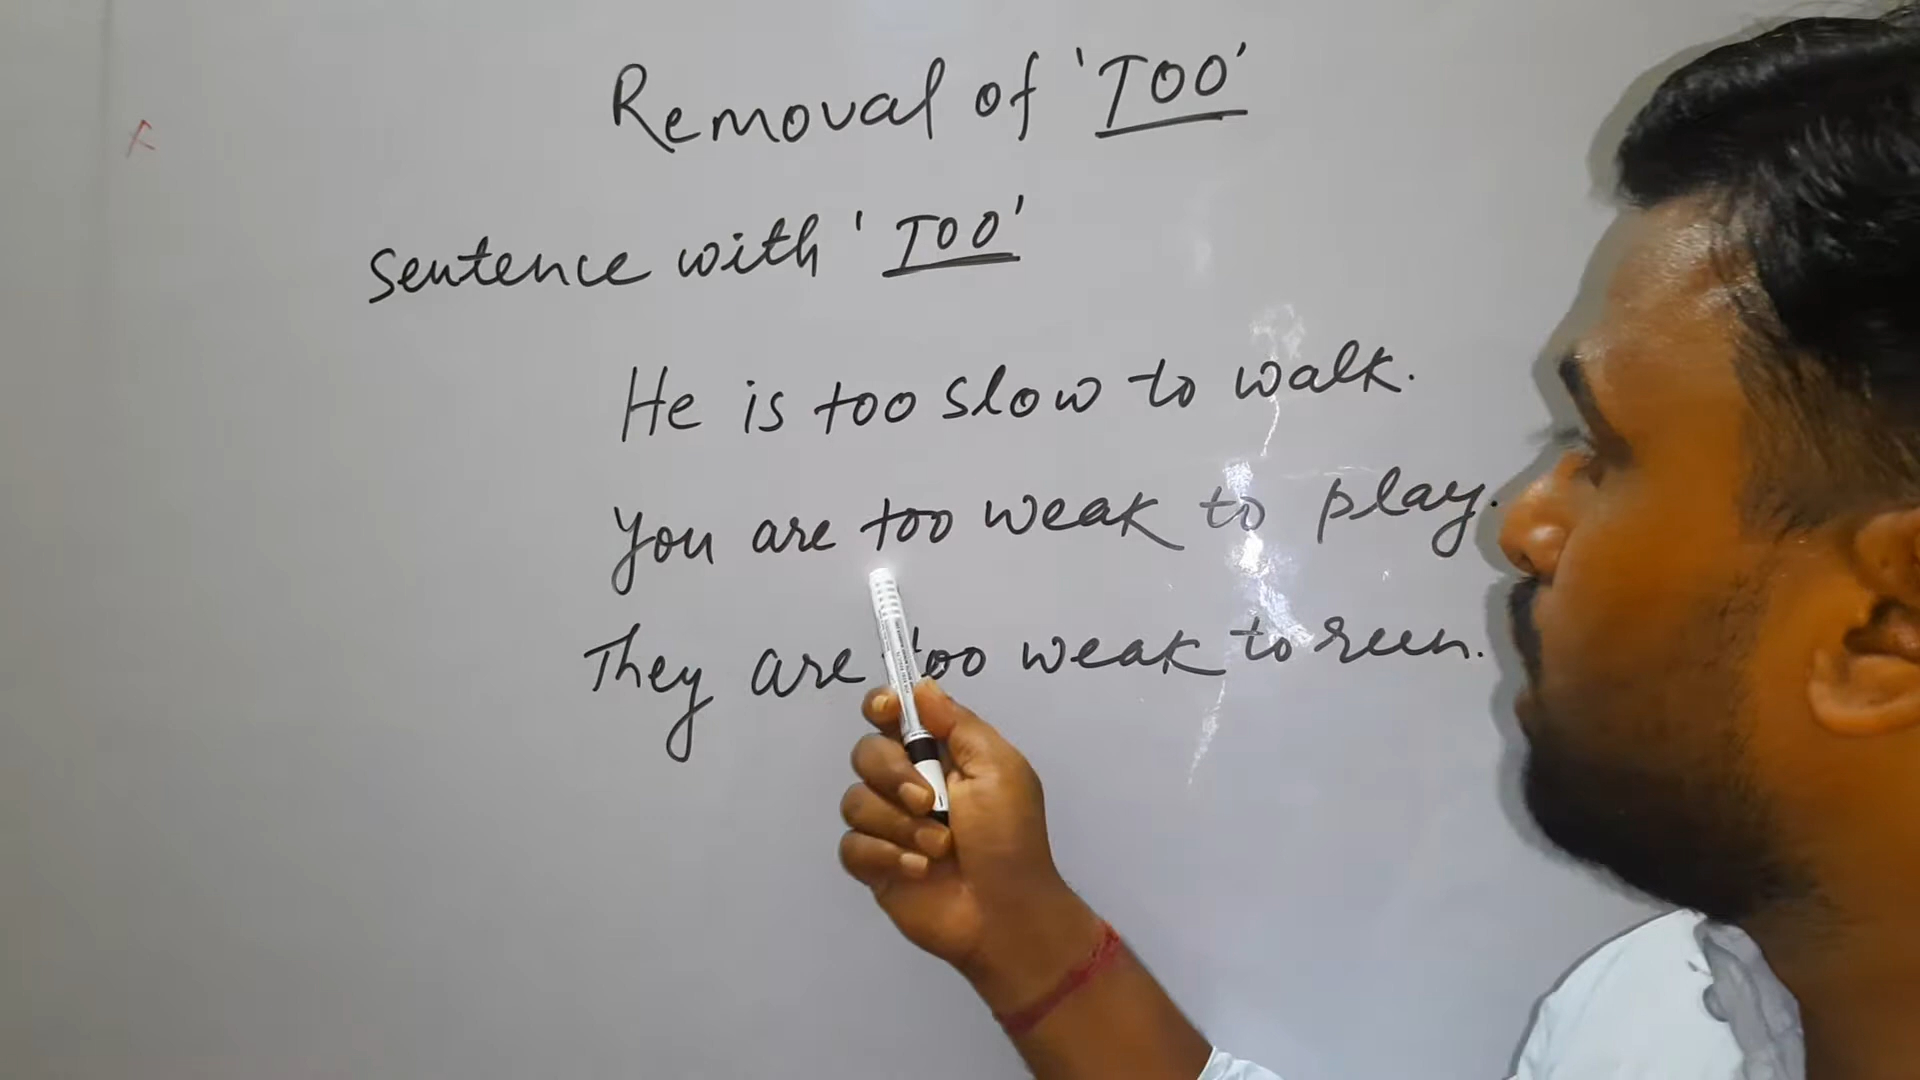 Removal of 'TOO'
Sentence with 'TOO'
He is too slow to walk.
You are too weak to play.
They are too weak to run.